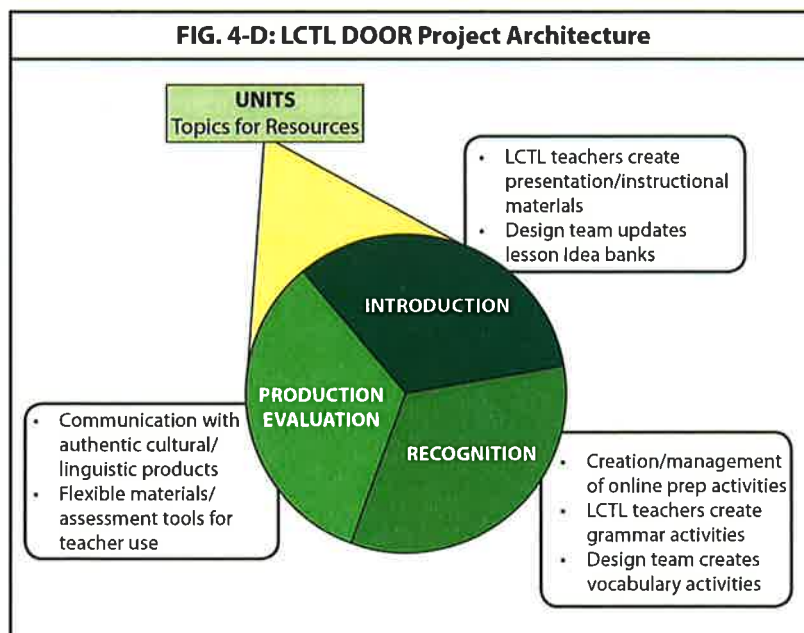 FIG. 4-D: LCTL DOOR Project Architecture
UNITS
Topics for Resources
• LCTL teachers create
presentation/instructional
materials
• Design team updates
lesson idea banks
INTRODUCTION
PRODUCTION
EVALUATION
RECOGNITION
• Communication with
authentic cultural/
linguistic products
• Flexible materials/
assessment tools for
teacher use
• Creation/management
of online prep activities
• LCTL teachers create
grammar activities
• Design team creates
vocabulary activities